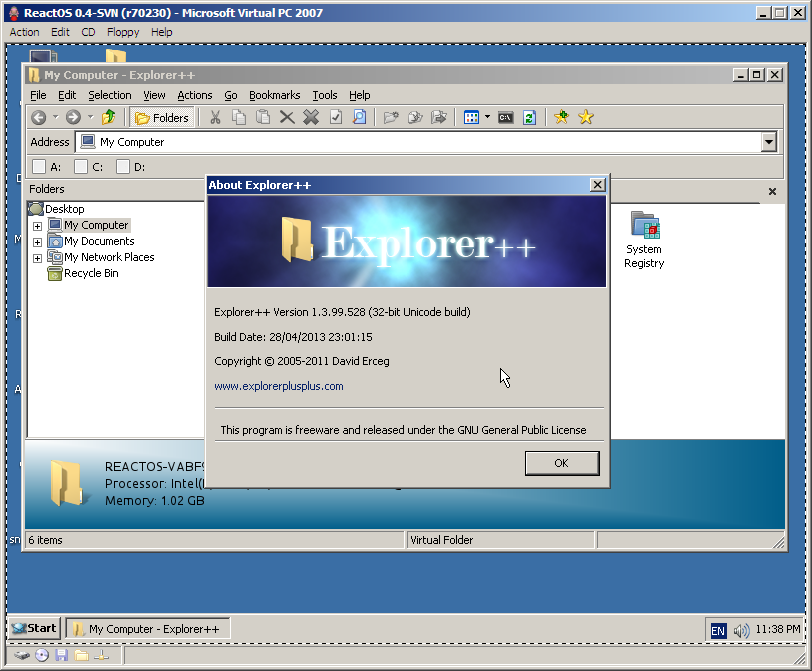 ReactOS 0.4-SVN (r70230) - Microsoft Virtual PC 2007
Action Edit CD Floppy Help
My Computer - Explorer++
File Edit Selection View Actions Go Bookmarks Tools Help
Folders
Address My Computer
A: C: D:
Folders
Desktop
My Computer
My Documents
My Network Places
Recycle Bin
About Explorer++
Explorer++
Explorer++ Version 1.3.99.528 (32-bit Unicode build)
Build Date: 28/04/2013 23:01:15
Copyright © 2005-2011 David Erceg
www.explorerplusplus.com
This program is freeware and released under the GNU General Public License
OK
System
Registry
REACTOS-VABF
Processor: Intel(
Memory: 1.02 GB
6 items
Virtual Folder
Start
My Computer - Explorer++
EN
11:38 PM